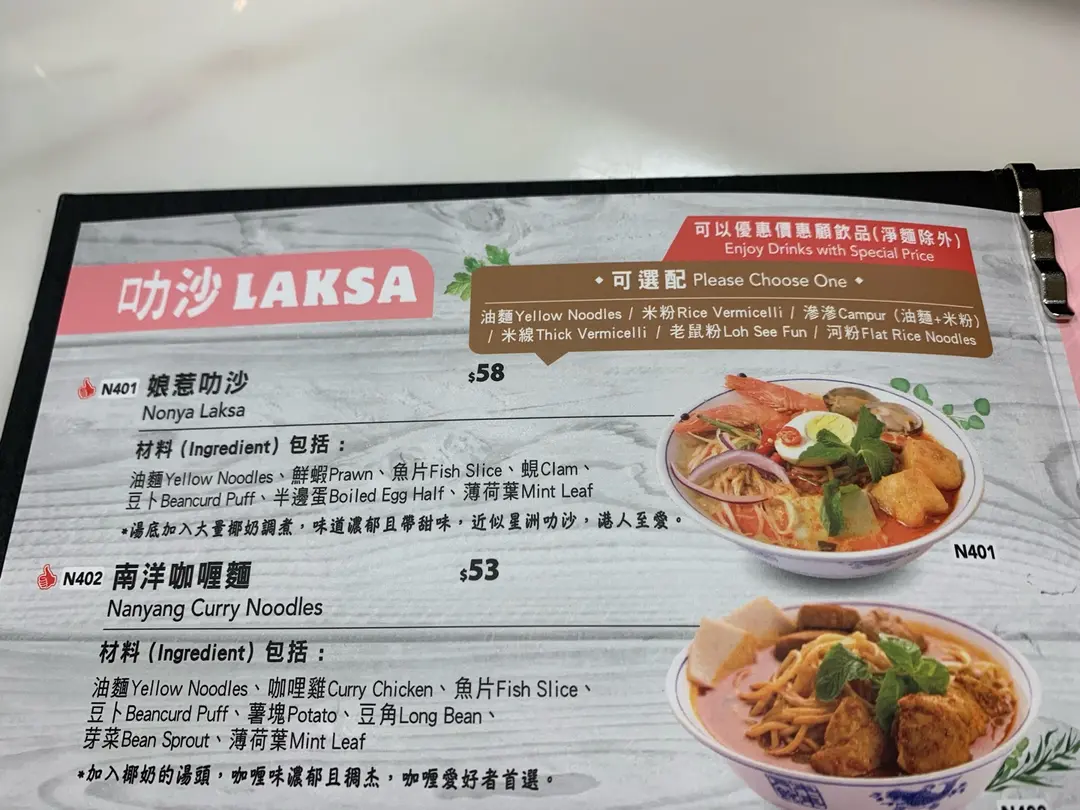 可以優惠價惠顧飲品(淨麵除外)
Enjoy Drinks with Special Price
叻沙 LAKSA
◆ 可選配 Please Choose One ◆
油麵Yellow Noodles / 米粉Rice Vermicelli / 滲滲Campur (油麵+米粉)
/ 米線Thick Vermicelli / 老鼠粉Loh See Fun / 河粉Flat Rice Noodles
N401 娘惹叻沙 $58
Nonya Laksa
材料 (Ingredient) 包括：
油麵Yellow Noodles、鮮蝦Prawn、魚片Fish Slice、蜆Clam、
豆卜Beancurd Puff、半邊蛋Boiled Egg Half、薄荷葉Mint Leaf
*湯底加入大量椰奶調煮，味道濃郁且帶甜味，近似星洲叻沙，港人至愛。
N401
N402 南洋咖喱麵 $53
Nanyang Curry Noodles
材料 (Ingredient) 包括：
油麵Yellow Noodles、咖哩雞Curry Chicken、魚片Fish Slice、
豆卜Beancurd Puff、薯塊Potato、豆角Long Bean、
芽菜Bean Sprout、薄荷葉Mint Leaf
*加入椰奶的湯頭，咖喱味濃郁且稠杰，咖喱愛好者首選。